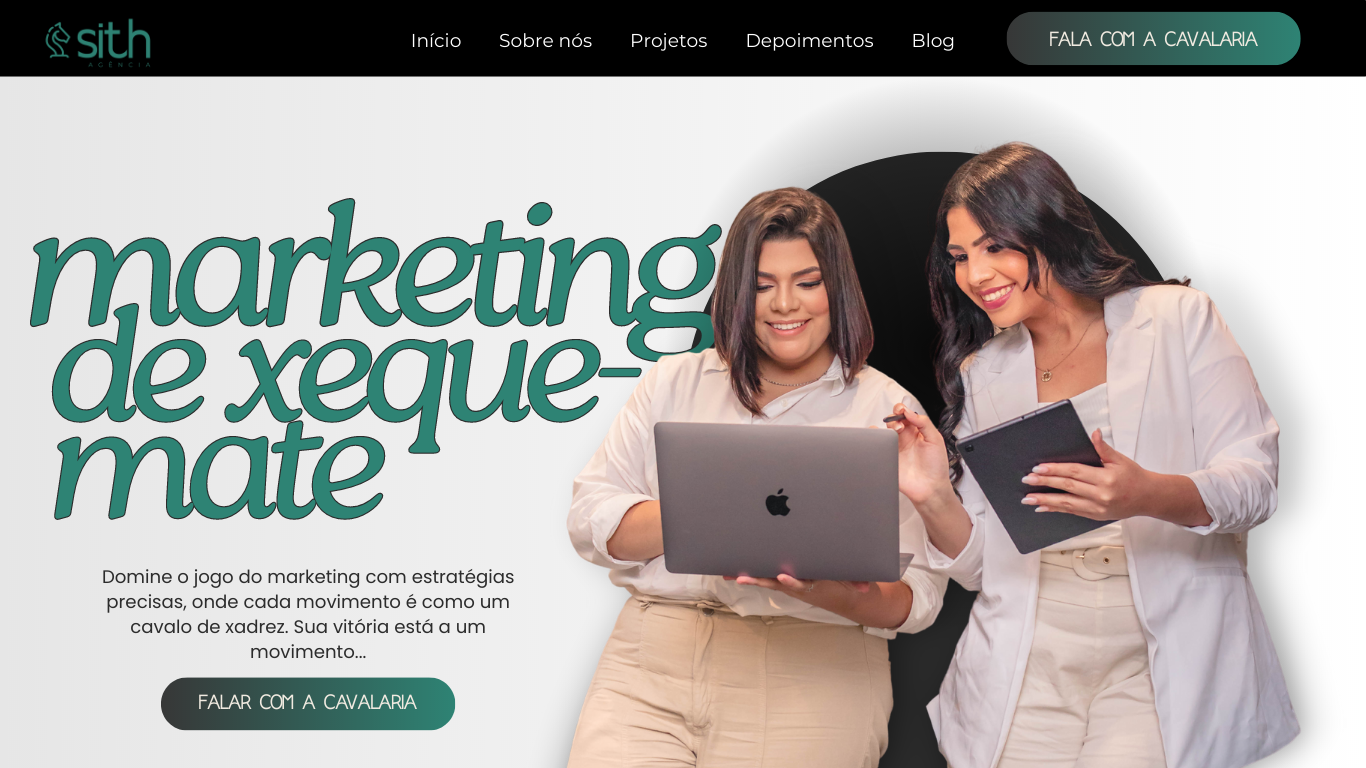 sith
AGÊNCIA
Início
Sobre nós
Projetos
Depoimentos
Blog
FALA COM A CAVALARIA
marketing
de xeque-
mate
Domine o jogo do marketing com estratégias
precisas, onde cada movimento é como um
cavalo de xadrez. Sua vitória está a um
movimento...
FALAR COM A CAVALARIA